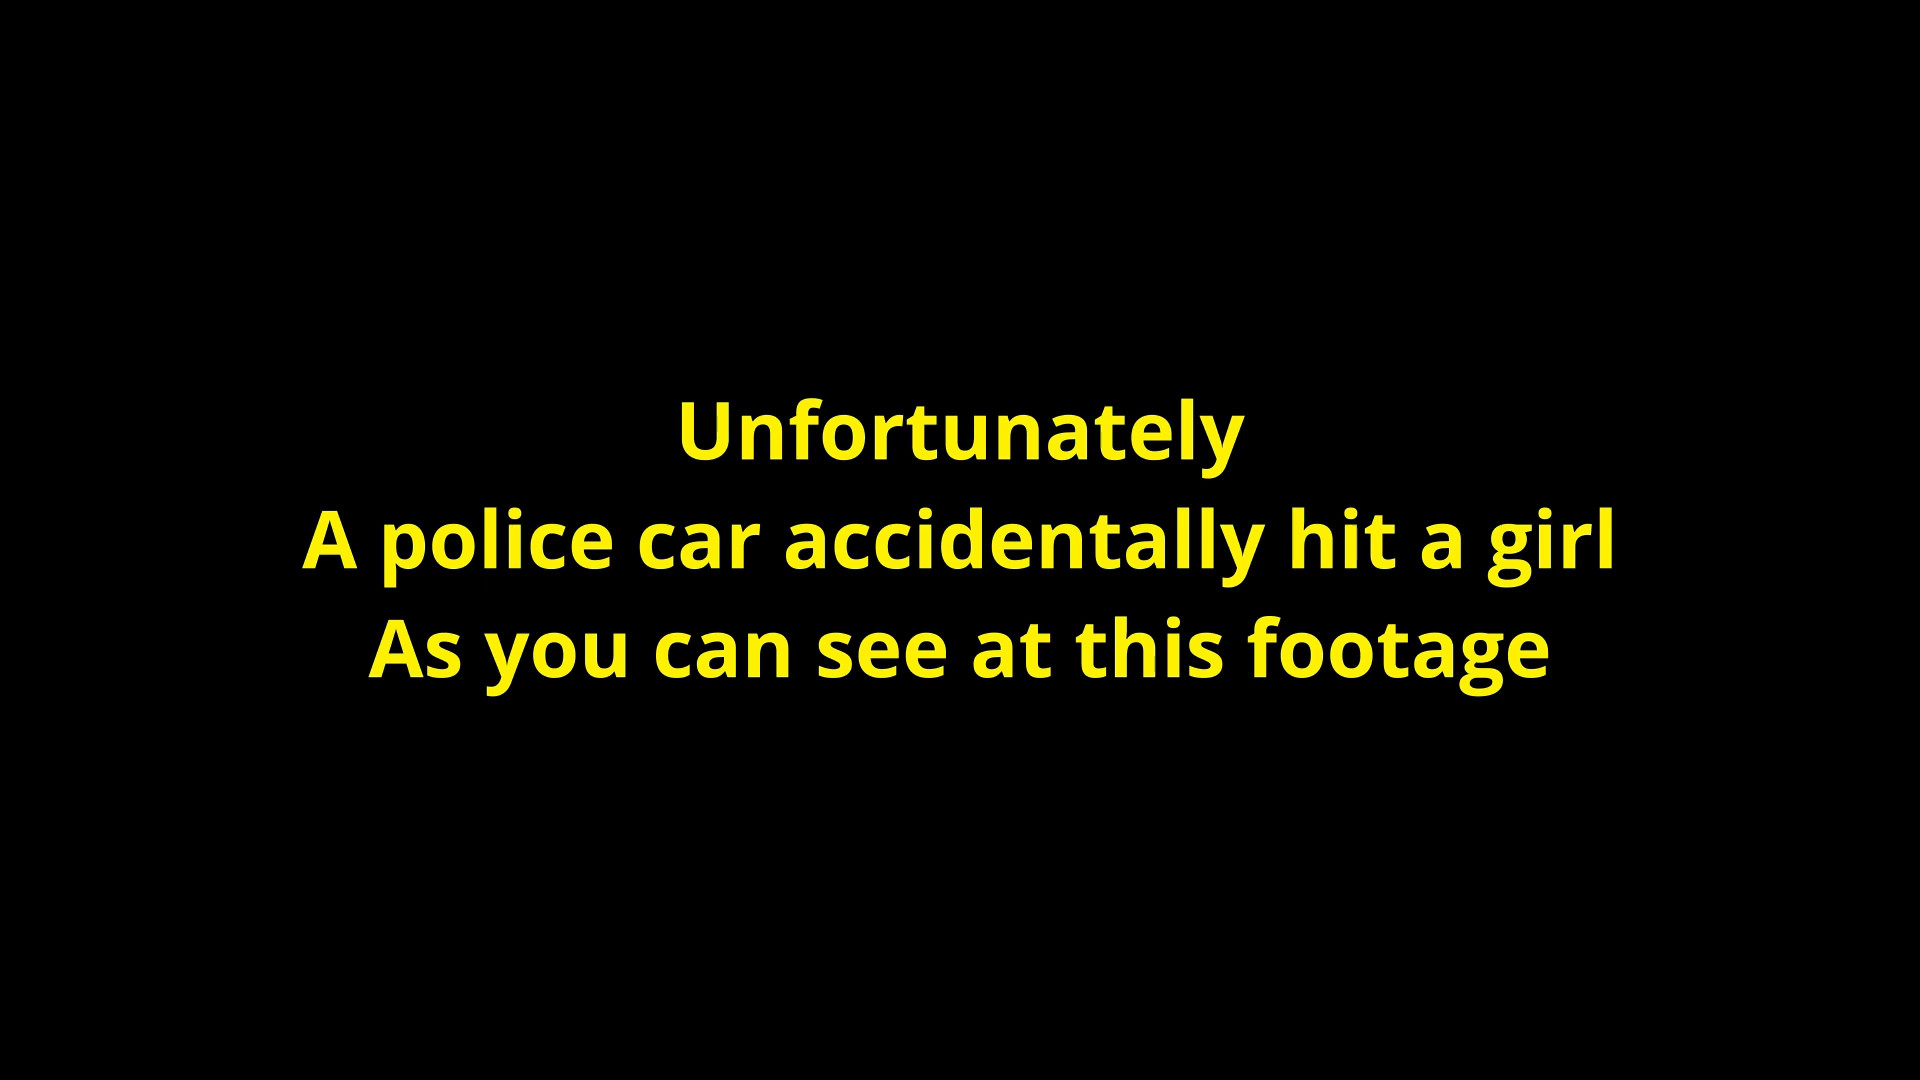 Unfortunately
A police car accidentally hit a girl
As you can see at this footage